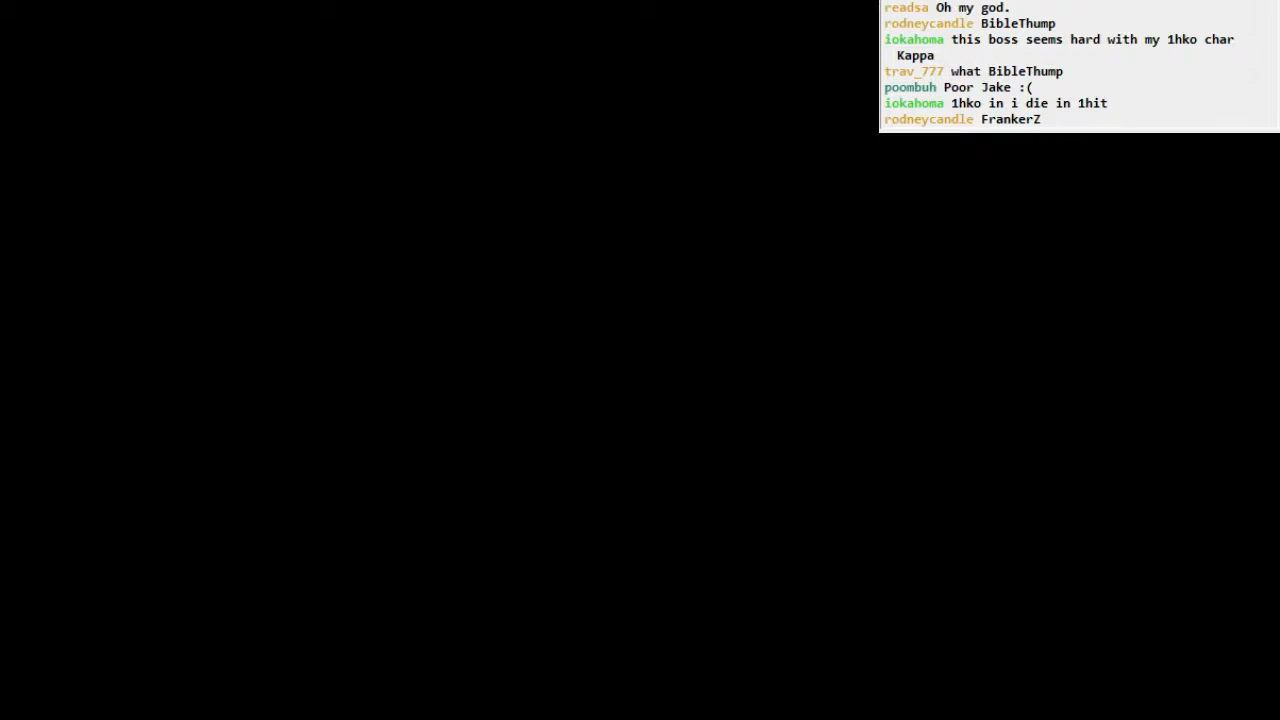 readsa Oh my god.
rodneycandle BibleThump
iokahoma this boss seems hard with my 1hko char
Kappa
trav_777 what BibleThump
poombuh Poor Jake :(
iokahoma 1hko in i die in 1hit
rodneycandle FrankerZ